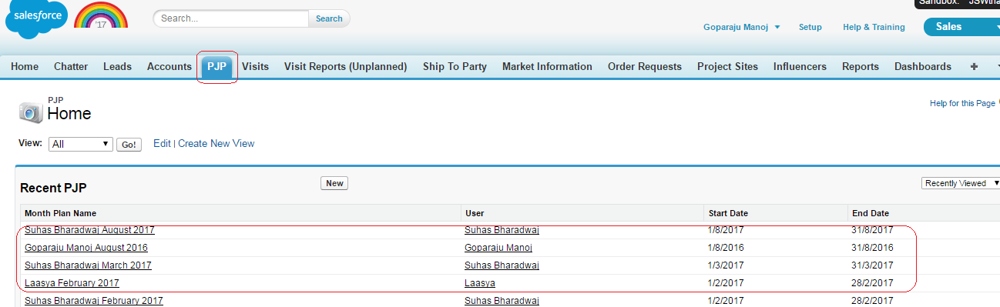 Sandbox: JSWina
salesforce
'17
Search... Search
Goparaju Manoj Setup Help & Training Sales
Home Chatter Leads Accounts PJP Visits Visit Reports (Unplanned) Ship To Party Market Information Order Requests Project Sites Influencers Reports Dashboards +
PJP
Home
Help for this Page
View: All Go! Edit | Create New View
Recent PJP New Recently Viewed
Month Plan Name User Start Date End Date
Suhas Bharadwaj August 2017 Suhas Bharadwaj 1/8/2017 31/8/2017
Goparaju Manoj August 2016 Goparaju Manoj 1/8/2016 31/8/2016
Suhas Bharadwaj March 2017 Suhas Bharadwaj 1/3/2017 31/3/2017
Laasya February 2017 Laasya 1/2/2017 28/2/2017
Suhas Bharadwaj February 2017 Suhas Bharadwaj 1/2/2017 28/2/2017